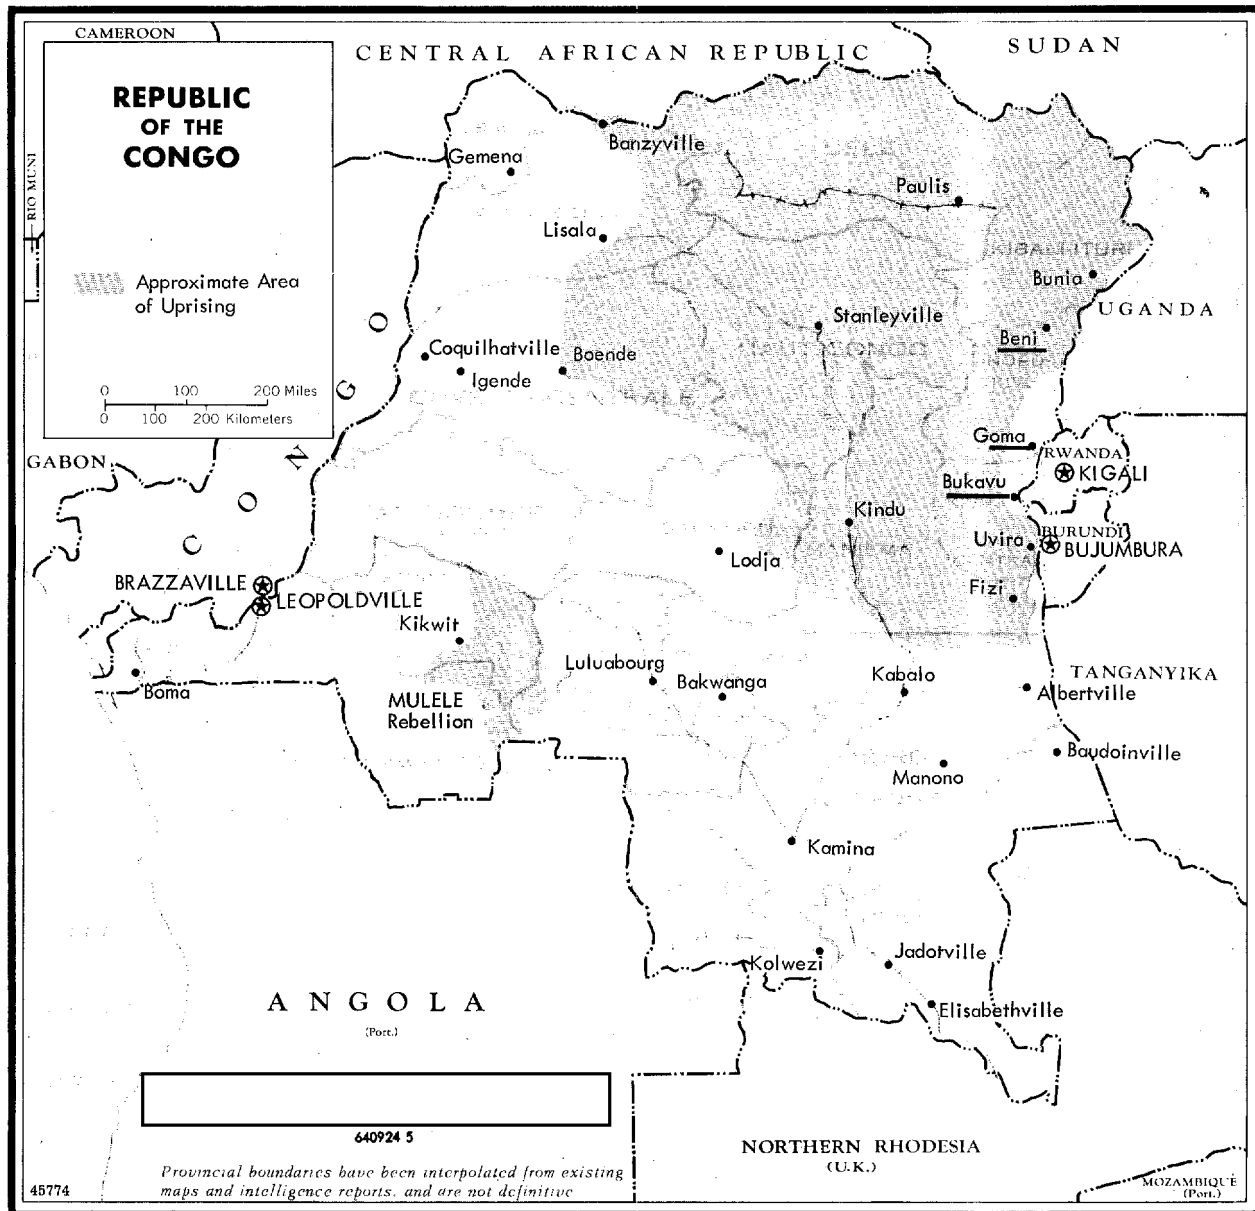 CAMEROON
CENTRAL AFRICAN REPUBLIC
SUDAN
REPUBLIC
OF THE
CONGO
RIO MUNI
Banzyville
Gemena
Paulis
Lisala
KIBALI-ITURI
Bunia
Approximate Area
of Uprising
UGANDA
Stanleyville
Beni
HAUT-CONGO
Coquilhatville
Boende
Igende
0 100 200 Miles
0 100 200 Kilometers
CONGO
Goma
RWANDA
KIGALI
GABON
Bukavu
Kindu
BURUNDI
Uvira
BUJUMBURA
Lodja
BRAZZAVILLE
Fizi
LEOPOLDVILLE
Kikwit
Luluabourg
Bakwanga
Kabalo
TANGANYIKA
Albertville
Boma
MULELE
Rebellion
Baudoinville
Manono
Kamina
Kolwezi
Jadotville
ANGOLA
(Port.)
Elisabethville
640924 5
NORTHERN RHODESIA
(U.K.)
Provincial boundaries have been interpolated from existing
maps and intelligence reports, and are not definitive
45774
MOZAMBIQUE
(Port.)